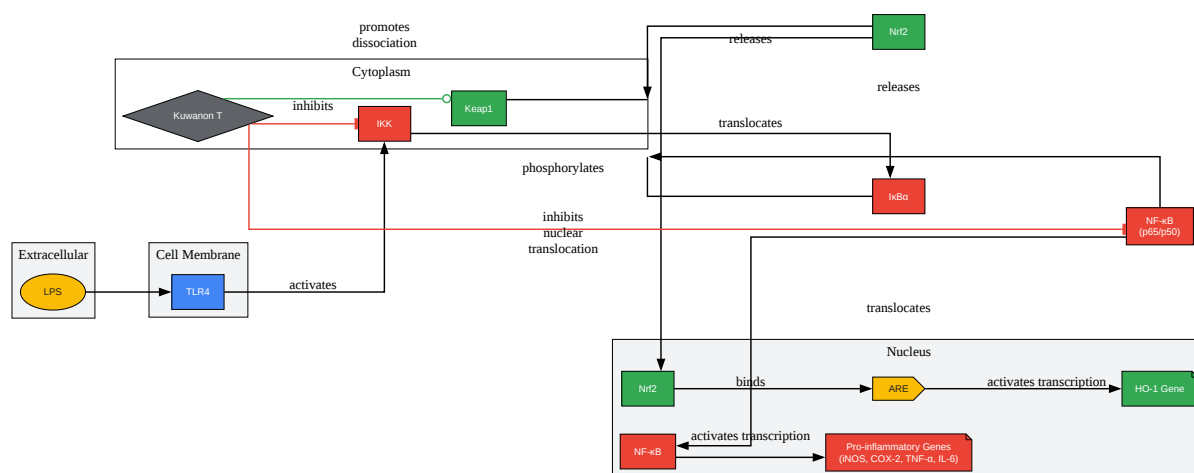 promotes
dissociation
Nrf2
releases
Cytoplasm
releases
Keap1
inhibits
Kuwanon T
IKK
translocates
phosphorylates
IκBα
inhibits
nuclear
translocation
NF-κB
(p65/p50)
Extracellular
Cell Membrane
LPS
TLR4
activates
translocates
Nucleus
Nrf2
binds
ARE
activates transcription
HO-1 Gene
activates transcription
NF-κB
Pro-inflammatory Genes
(iNOS, COX-2, TNF-α, IL-6)